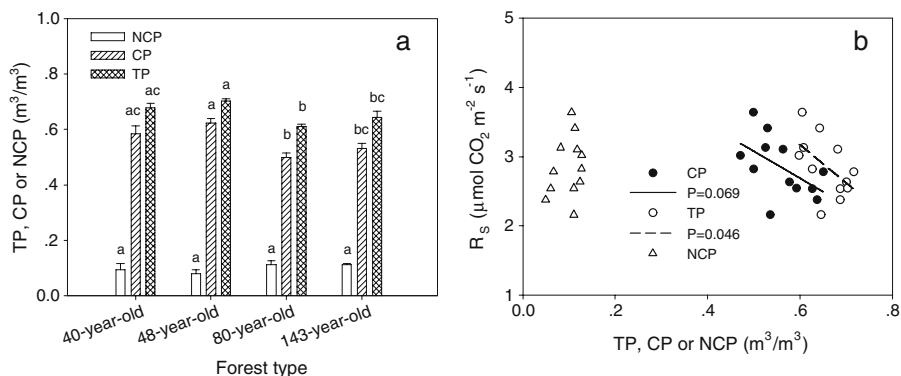 a
NCP
CP
TP
TP, CP or NCP (m³/m³)
1.0
.8
.6
.4
.2
0.0
a
ac
ac
a
a
a
a
b
b
a
bc
bc
40-year-old
48-year-old
80-year-old
143-year-old
Forest type
b
R_S (μmol CO₂ m⁻² s⁻¹)
5
4
3
2
1
CP
P=0.069
TP
P=0.046
NCP
0.0
.2
.4
.6
.8
TP, CP or NCP (m³/m³)